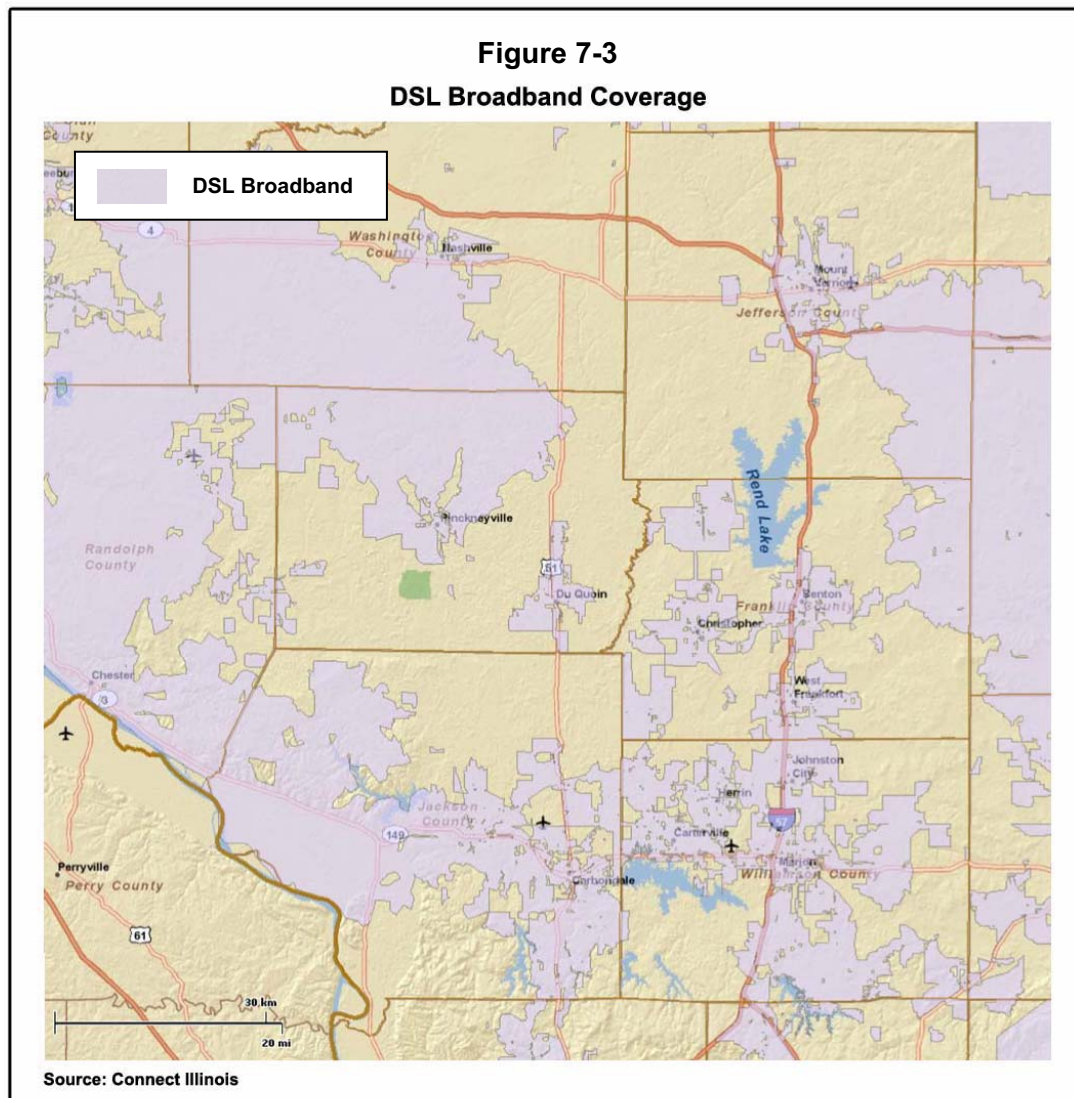 Figure 7-3
DSL Broadband Coverage
County
DSL Broadband
4
Washington
County
Nashville
Mount
Vernon
Jefferson County
Rend Lake
Pinckneyville
Randolph
County
51
Du Quoin
Benton
Franklin County
Christopher
West
Frankfort
Chester
3
Johnston
City
Herrin
Jackson
County
57
149
Carterville
Marion
Williamson County
Carbondale
Perryville
Perry County
61
30 km
20 mi
Source: Connect Illinois